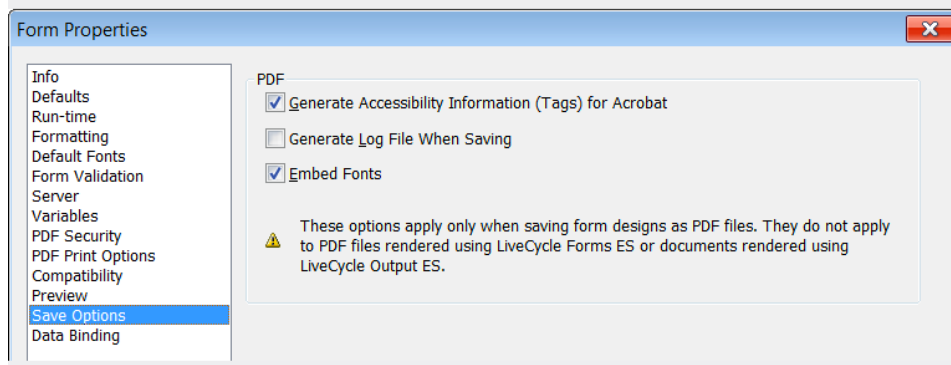 Form Properties
Info
Defaults
Run-time
Formatting
Default Fonts
Form Validation
Server
Variables
PDF Security
PDF Print Options
Compatibility
Preview
Save Options
Data Binding
PDF
Generate Accessibility Information (Tags) for Acrobat
Generate Log File When Saving
Embed Fonts
These options apply only when saving form designs as PDF files. They do not apply
to PDF files rendered using LiveCycle Forms ES or documents rendered using
LiveCycle Output ES.